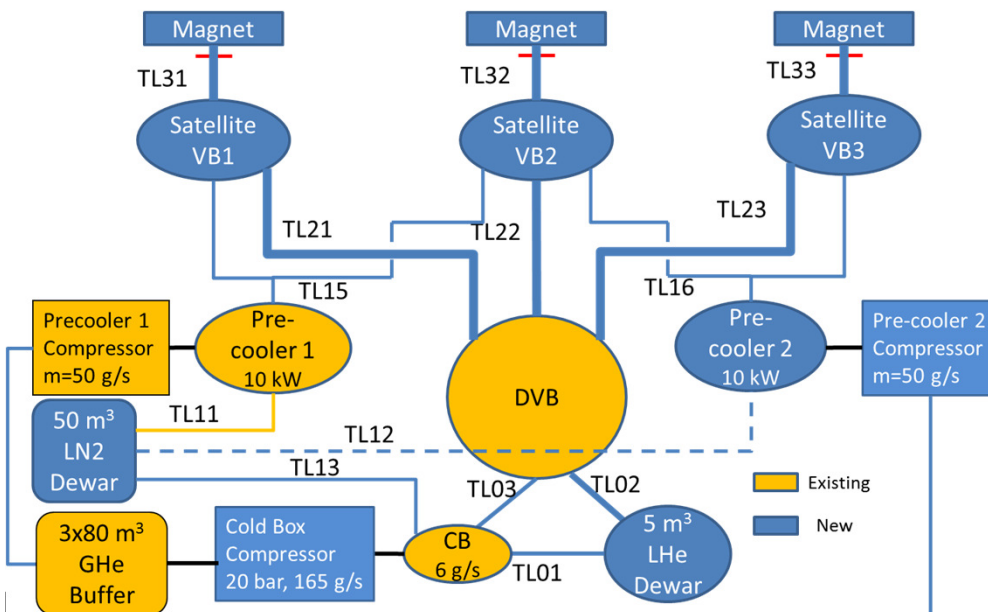 Magnet
Magnet
Magnet
TL31
TL32
TL33
Satellite
VB1
Satellite
VB2
Satellite
VB3
TL21
TL22
TL23
TL15
TL16
Precooler 1
Compressor
m=50 g/s
Pre-
cooler 1
10 kW
DVB
Pre-
cooler 2
10 kW
Pre-cooler 2
Compressor
m=50 g/s
50 m³
LN2
Dewar
TL11
TL12
TL13
TL03
TL02
Existing
New
3x80 m³
GHe
Buffer
Cold Box
Compressor
20 bar, 165 g/s
CB
6 g/s
TL01
5 m³
LHe
Dewar